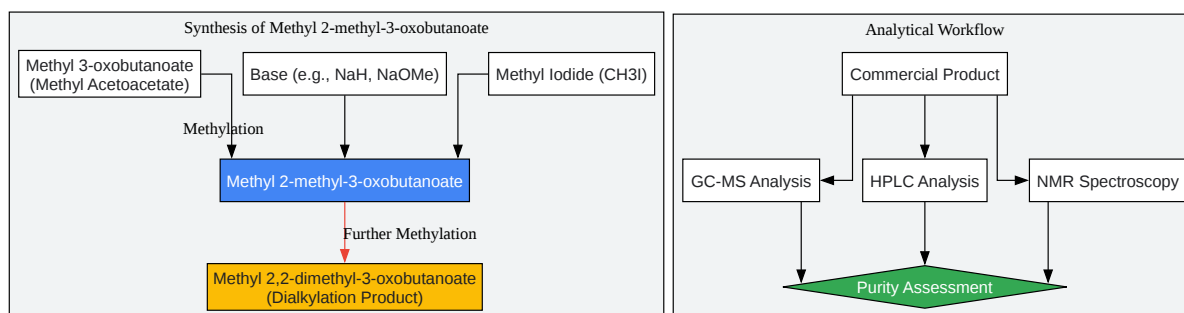 Synthesis of Methyl 2-methyl-3-oxobutanoate
Methyl 3-oxobutanoate
(Methyl Acetoacetate)
Base (e.g., NaH, NaOMe)
Methyl Iodide (CH3I)
Methylation
Methyl 2-methyl-3-oxobutanoate
Further Methylation
Methyl 2,2-dimethyl-3-oxobutanoate
(Dialkylation Product)
Analytical Workflow
Commercial Product
GC-MS Analysis
HPLC Analysis
NMR Spectroscopy
Purity Assessment